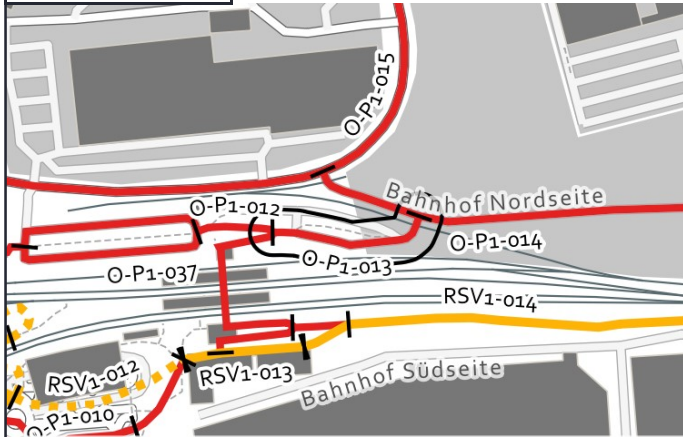 O-P1-015
Bahnhof Nordseite
O-P1-012
O-P1-014
O-P1-013
O-P1-037
RSV1-014
RSV1-012
RSV1-013
Bahnhof Südseite
O-P1-010